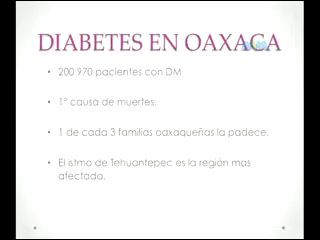 DIABETES EN OAXACA
• 200 970 pacientes con DM
• 1° causa de muertes.
• 1 de cada 3 familias oaxaqueñas la padece.
• El istmo de Tehuantepec es la región mas
afectada.